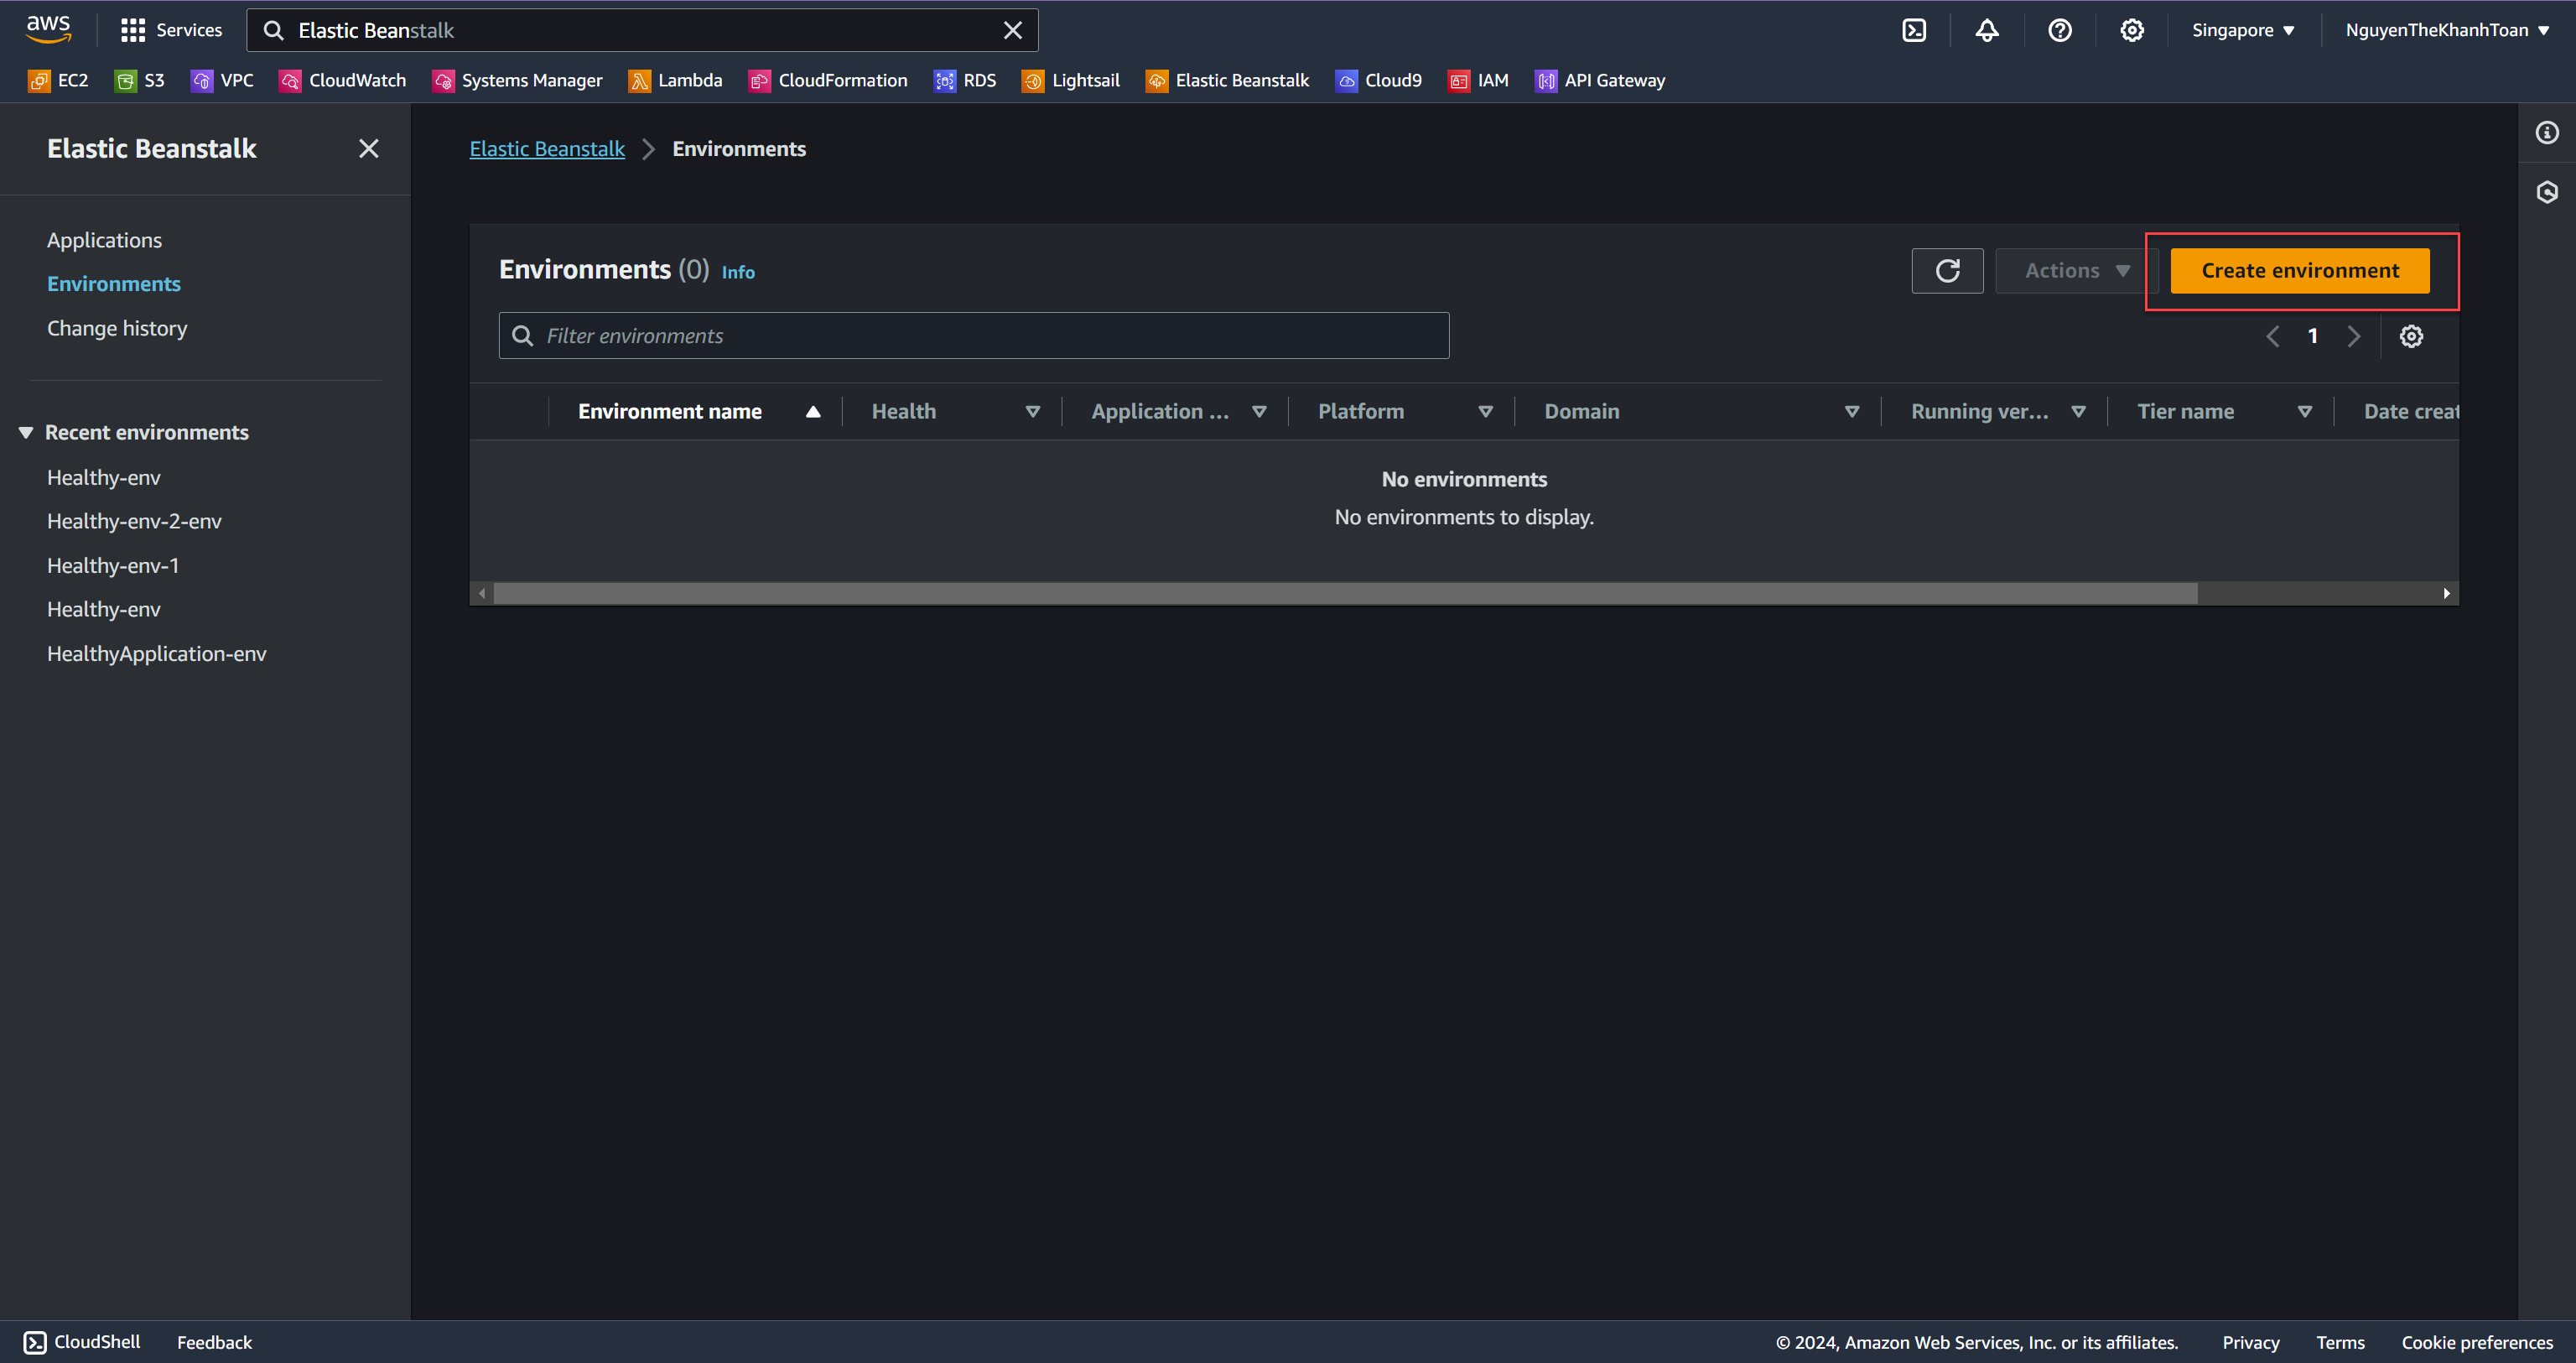 aws Services Elastic Beanstalk Singapore NguyenTheKhanhToan
EC2 S3 VPC CloudWatch Systems Manager Lambda CloudFormation RDS Lightsail Elastic Beanstalk Cloud9 IAM API Gateway
Elastic Beanstalk
Applications
Environments
Change history
Recent environments
Healthy-env
Healthy-env-2-env
Healthy-env-1
Healthy-env
HealthyApplication-env
Elastic Beanstalk Environments
Environments (0) Info
Actions Create environment
Filter environments
1
Environment name Health Application ... Platform Domain Running ver... Tier name Date creat
No environments
No environments to display.
CloudShell Feedback © 2024, Amazon Web Services, Inc. or its affiliates. Privacy Terms Cookie preferences